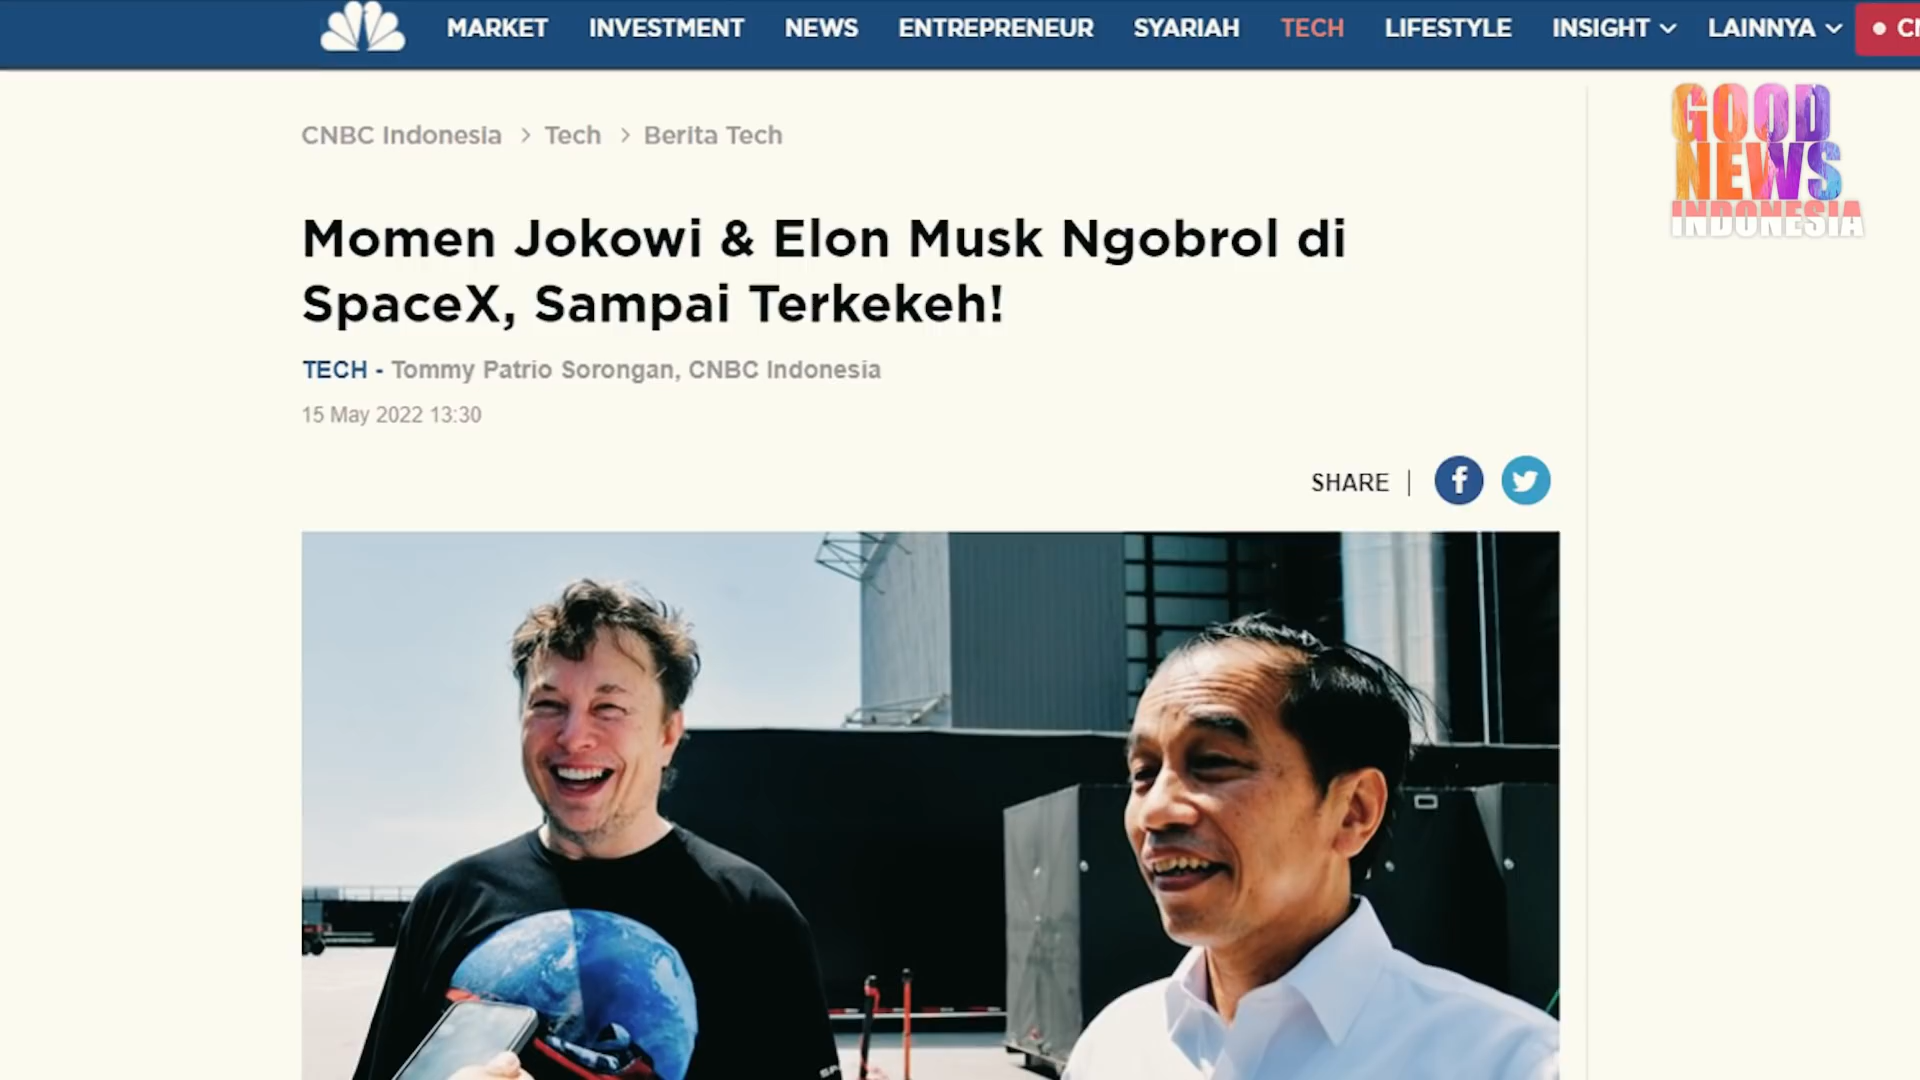 MARKET INVESTMENT NEWS ENTREPRENEUR SYARIAH TECH LIFESTYLE INSIGHT LAINNYA
GOOD
NEWS
INDONESIA
CNBC Indonesia > Tech > Berita Tech
Momen Jokowi & Elon Musk Ngobrol di
SpaceX, Sampai Terkekeh!
TECH - Tommy Patrio Sorongan, CNBC Indonesia
15 May 2022 13:30
SHARE |